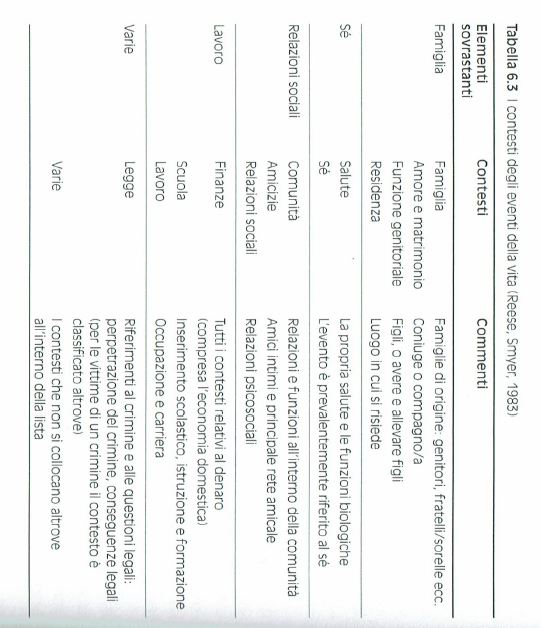 Tabella 6.3 I contesti degli eventi della vita (Reese, Smyer, 1983)
Elementi sovrastanti Contesti Commenti
Famiglia Famiglia Famiglie di origine: genitori, fratelli/sorelle ecc.
Amore e matrimonio Coniuge o compagno/a
Funzione genitoriale Figli, o avere e allevare figli
Residenza Luogo in cui si risiede
Sé Salute La propria salute e le funzioni biologiche
Sé L'evento è prevalentemente riferito al sé
Relazioni sociali Comunità Relazioni e funzioni all'interno della comunità
Amicizie Amici intimi e principale rete amicale
Relazioni sociali Relazioni psicosociali
Lavoro Finanze Tutti i contesti relativi al denaro
(compresa l'economia domestica)
Scuola Inserimento scolastico, istruzione e formazione
Lavoro Occupazione e carriera
Varie Legge Riferimenti al crimine e alle questioni legali:
perpetrazione del crimine, conseguenze legali
(per le vittime di un crimine il contesto è
classificato altrove)
Varie I contesti che non si collocano altrove
all'interno della lista